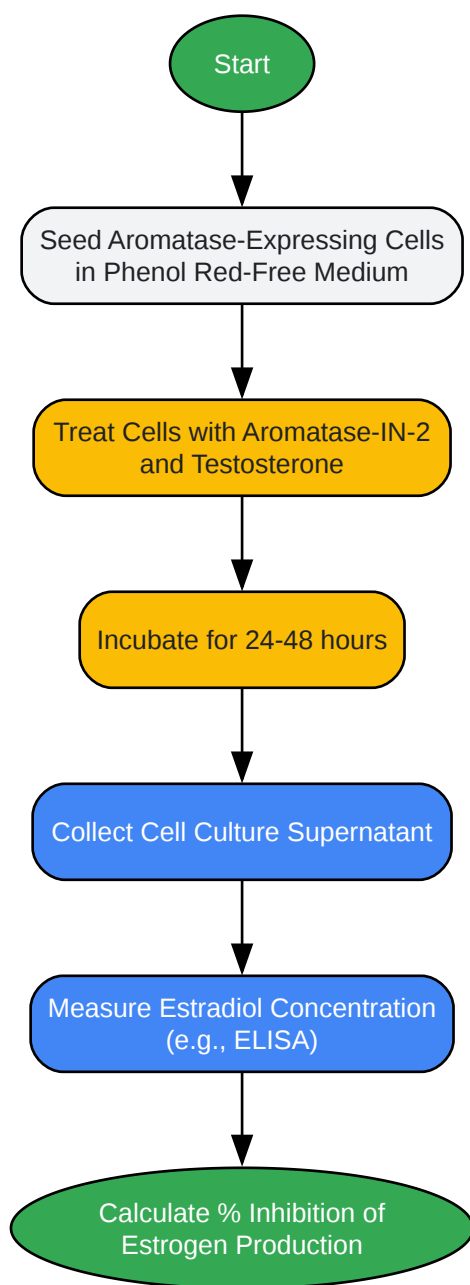 Start
Seed Aromatase-Expressing Cells
in Phenol Red-Free Medium
Treat Cells with Aromatase-IN-2
and Testosterone
Incubate for 24-48 hours
Collect Cell Culture Supernatant
Measure Estradiol Concentration
(e.g., ELISA)
Calculate % Inhibition of
Estrogen Production